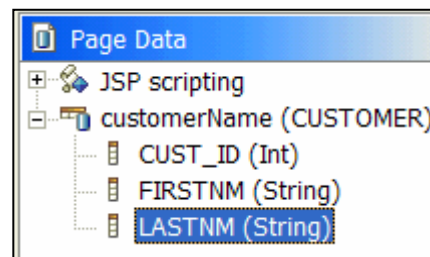 Page Data
JSP scripting
customerName (CUSTOMER)
CUST_ID (Int)
FIRSTNM (String)
LASTNM (String)